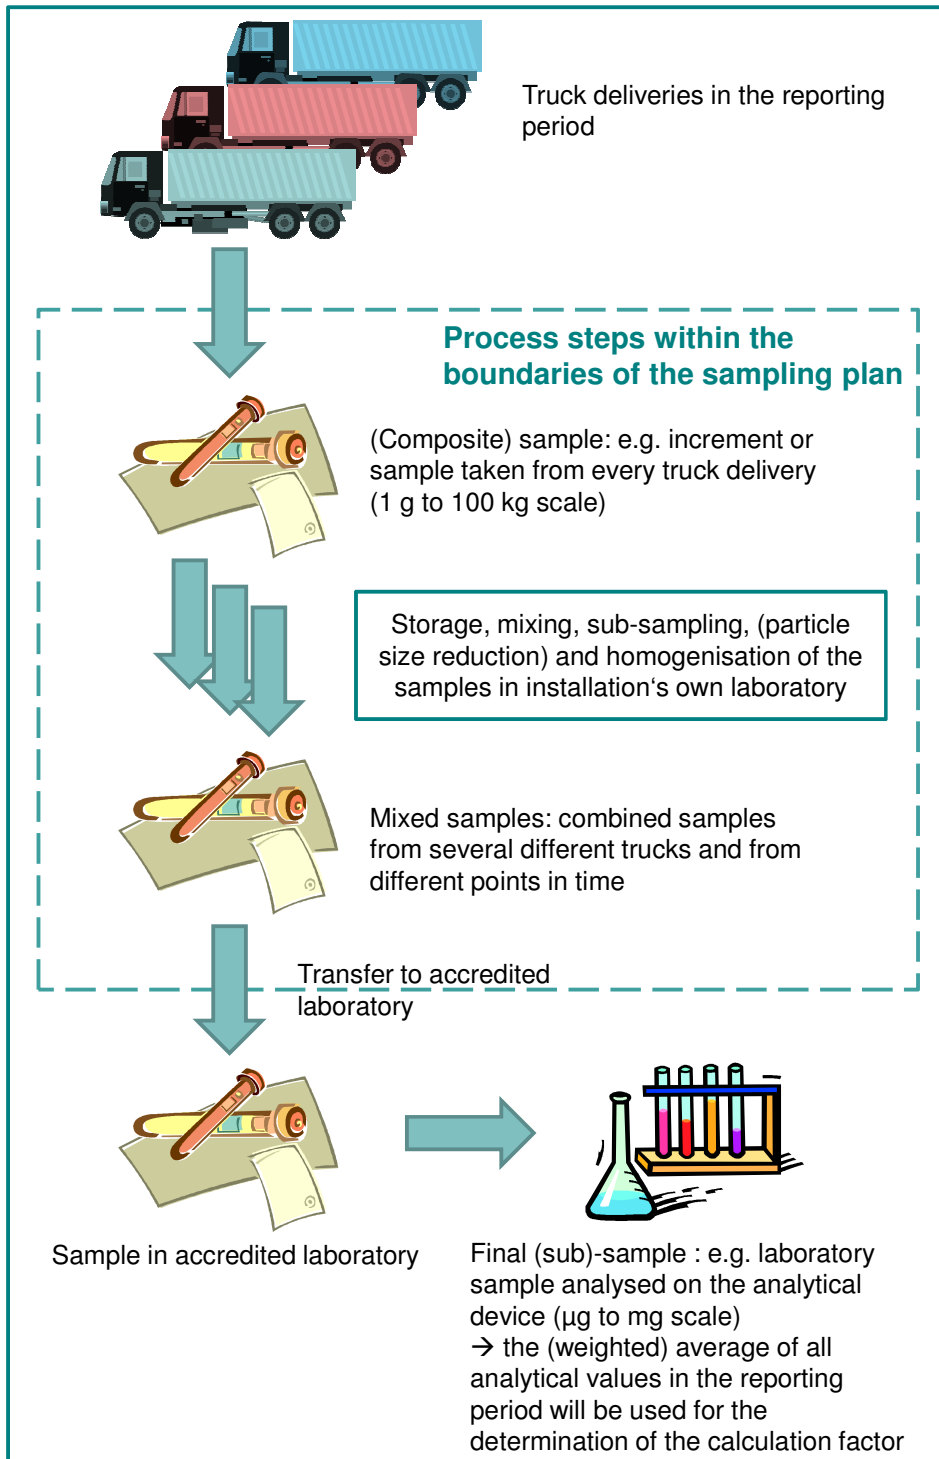 Truck deliveries in the reporting
period
Process steps within the
boundaries of the sampling plan
(Composite) sample: e.g. increment or
sample taken from every truck delivery
(1 g to 100 kg scale)
Storage, mixing, sub-sampling, (particle
size reduction) and homogenisation of the
samples in installation‘s own laboratory
Mixed samples: combined samples
from several different trucks and from
different points in time
Transfer to accredited
laboratory
Sample in accredited laboratory
Final (sub)-sample : e.g. laboratory
sample analysed on the analytical
device (µg to mg scale)
→ the (weighted) average of all
analytical values in the reporting
period will be used for the
determination of the calculation factor